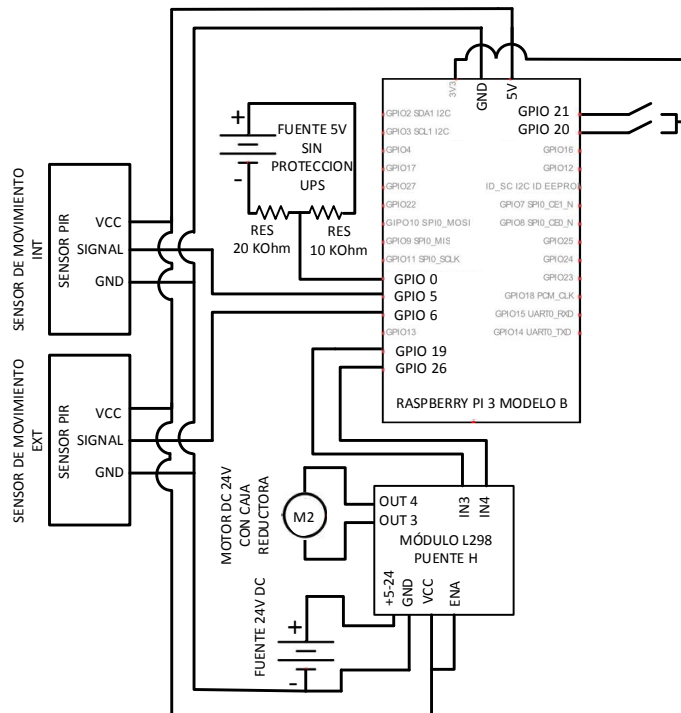 3V3
GND
5V
GPIO2 SDA1 I2C
GPIO3 SCL1 I2C
GPIO4
GPIO17
GPIO27
GPIO22
GIPO10 SPI0_MOSI
GPIO9 SPI0_MIS
GPIO11 SPI0_SCLK
GPIO 0
GPIO 5
GPIO 6
GPIO13
GPIO 19
GPIO 26
GPIO 21
GPIO 20
GPIO16
GPIO12
ID_SC I2C ID EEPRO
GPIO7 SPI0_CE1_N
GPIO8 SPI0_CE0_N
GPIO25
GPIO24
GPIO23
GPIO18 PCM_CLK
GPIO15 UART0_RXD
GPIO14 UART0_TXD
RASPBERRY PI 3 MODELO B
+
-
FUENTE 5V
SIN
PROTECCION
UPS
RES
20 KOhm
RES
10 KOhm
SENSOR DE MOVIMIENTO
INT
SENSOR PIR
VCC
SIGNAL
GND
SENSOR DE MOVIMIENTO
EXT
SENSOR PIR
VCC
SIGNAL
GND
MOTOR DC 24V
CON CAJA
REDUCTORA
M2
OUT 4
OUT 3
IN3
IN4
MÓDULO L298
PUENTE H
+5-24
GND
VCC
ENA
FUENTE 24V DC
+
-